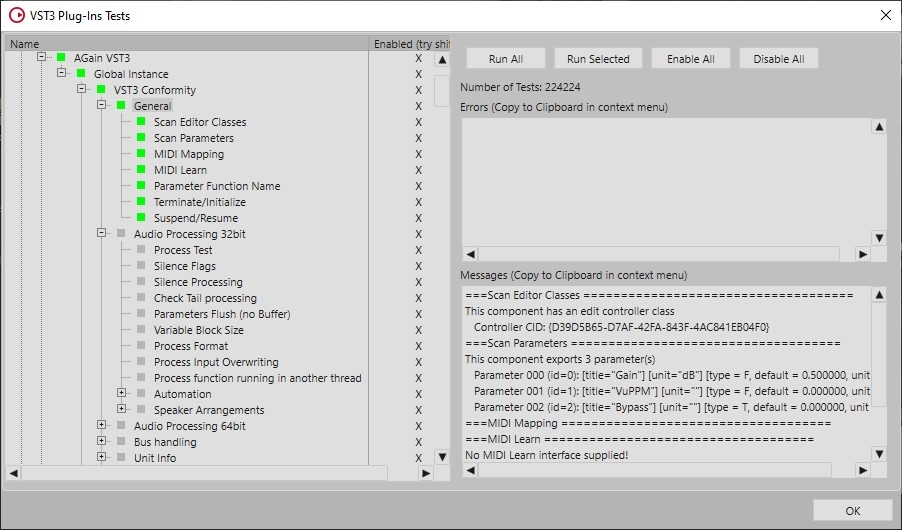 VST3 Plug-Ins Tests
Name
Enabled (try shif
AGain VST3 X
Global Instance X
VST3 Conformity X
General X
Scan Editor Classes X
Scan Parameters X
MIDI Mapping X
MIDI Learn X
Parameter Function Name X
Terminate/Initialize X
Suspend/Resume X
Audio Processing 32bit X
Process Test X
Silence Flags X
Silence Processing X
Check Tail processing X
Parameters Flush (no Buffer) X
Variable Block Size X
Process Format X
Process Input Overwriting X
Process function running in another thread X
Automation X
Speaker Arrangements X
Audio Processing 64bit X
Bus handling X
Unit Info X
Run All
Run Selected
Enable All
Disable All
Number of Tests: 224224
Errors (Copy to Clipboard in context menu)
Messages (Copy to Clipboard in context menu)
===Scan Editor Classes ===================================
This component has an edit controller class
Controller CID: {D39D5B65-D7AF-42FA-843F-4AC841EB04F0}
===Scan Parameters ===================================
This component exports 3 parameter(s)
Parameter 000 (id=0): [title="Gain"] [unit="dB"] [type = F, default = 0.500000, unit
Parameter 001 (id=1): [title="VuPPM"] [unit=""] [type = F, default = 0.000000, unit
Parameter 002 (id=2): [title="Bypass"] [unit=""] [type = T, default = 0.000000, unit
===MIDI Mapping ===================================
===MIDI Learn ===================================
No MIDI Learn interface supplied!
OK